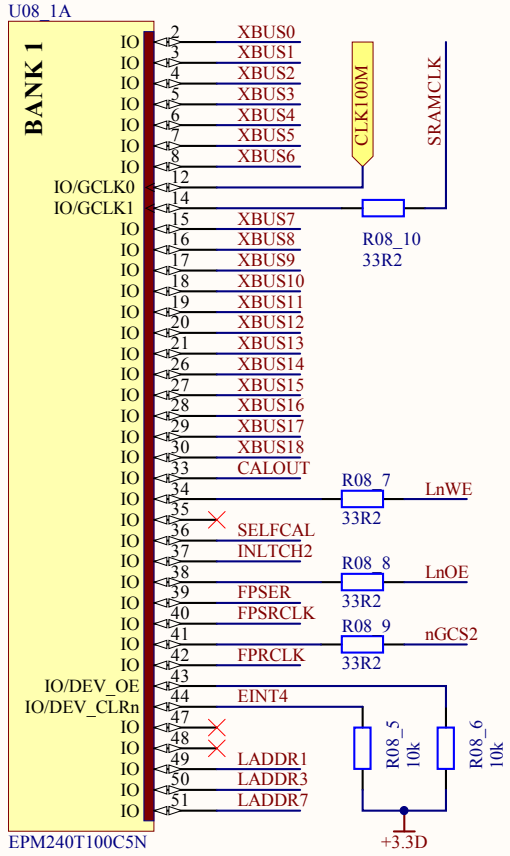 U08_1A
BANK 1
IO 2 XBUS0
IO 3 XBUS1
IO 4 XBUS2
IO 5 XBUS3
IO 6 XBUS4
IO 7 XBUS5
IO 8 XBUS6
IO/GCLK0 12 CLK100M
IO/GCLK1 14 R08_10 33R2 SRAMCLK
IO 15 XBUS7
IO 16 XBUS8
IO 17 XBUS9
IO 18 XBUS10
IO 19 XBUS11
IO 20 XBUS12
IO 21 XBUS13
IO 26 XBUS14
IO 27 XBUS15
IO 28 XBUS16
IO 29 XBUS17
IO 30 XBUS18
IO 33 CALOUT
IO 34 R08_7 33R2 LnWE
IO 35
IO 36 SELFCAL
IO 37 INLTCH2
IO 38 R08_8 33R2 LnOE
IO 39 FPSER
IO 40 FPSRCLK
IO 41 R08_9 33R2 nGCS2
IO 42 FPRCLK
IO/DEV_OE 43
IO/DEV_CLRn 44 EINT4
R08_5 10k
R08_6 10k
IO 47
IO 48
IO 49 LADDR1
IO 50 LADDR3
IO 51 LADDR7
EPM240T100C5N
+3.3D